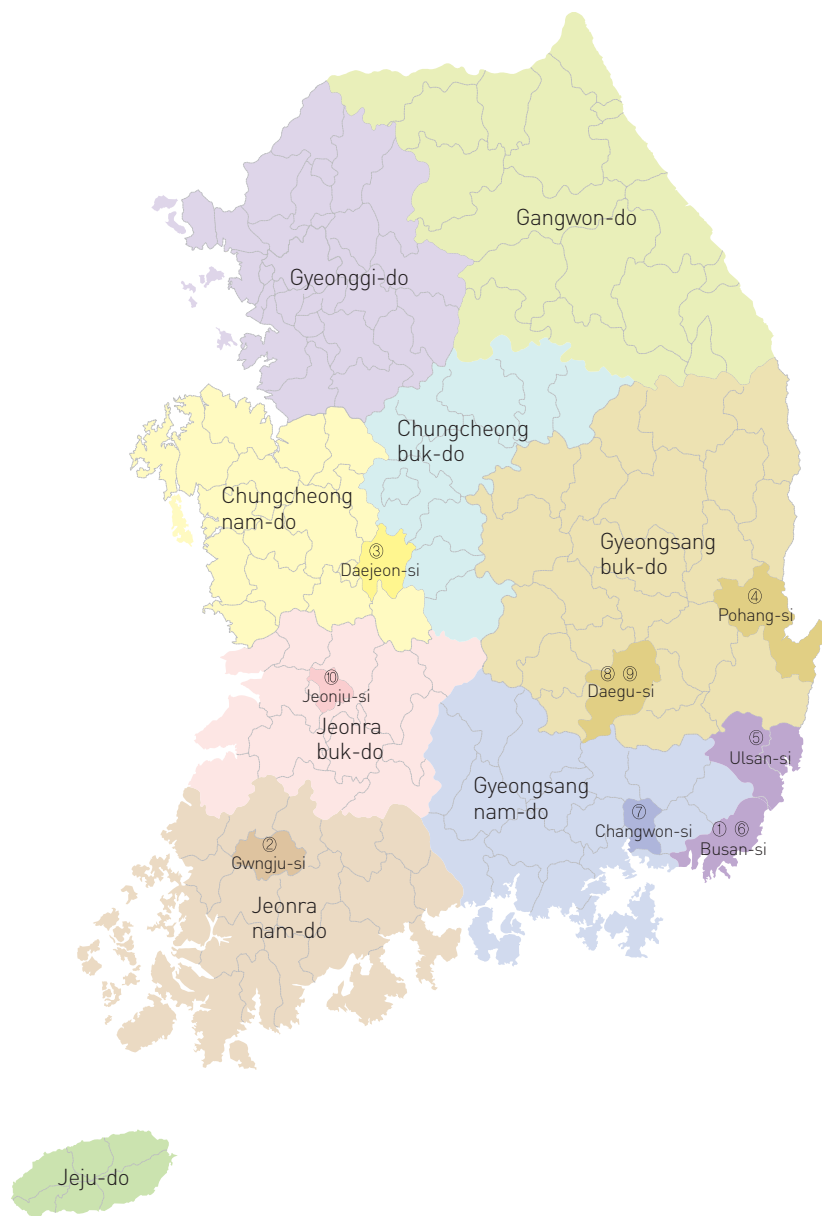 Gangwon-do
Gyeonggi-do
Chungcheong
buk-do
Chungcheong
nam-do
③
Daejeon-si
Gyeongsang
buk-do
④
Pohang-si
⑧ ⑨
Daegu-si
⑩
Jeonju-si
Jeonra
buk-do
⑤
Ulsan-si
Gyeongsang
nam-do
⑦
Changwon-si
① ⑥
Busan-si
②
Gwngju-si
Jeonra
nam-do
Jeju-do